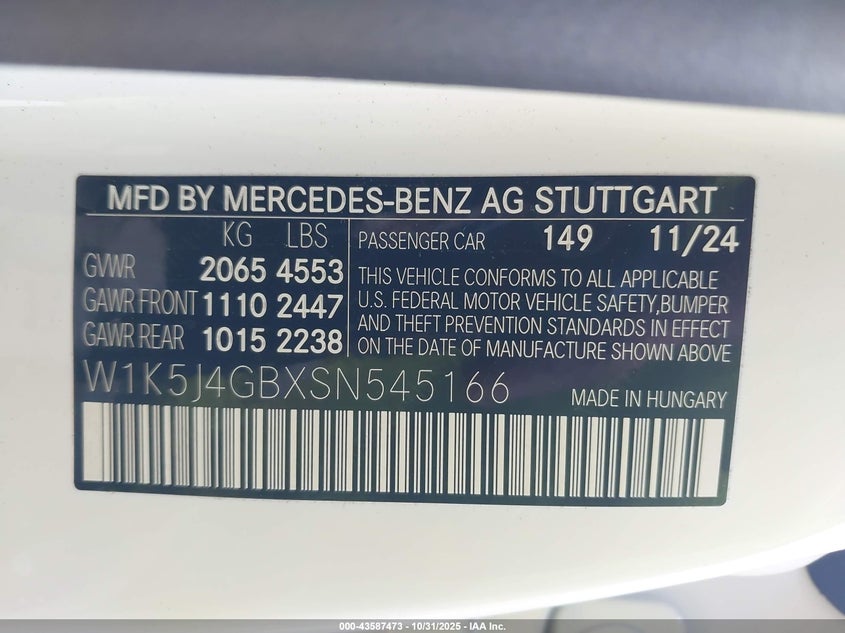 MFD BY MERCEDES-BENZ AG STUTTGART
KG LBS
GVWR 2065 4553
GAWR FRONT 1110 2447
GAWR REAR 1015 2238
PASSENGER CAR 149 11/24
THIS VEHICLE CONFORMS TO ALL APPLICABLE
U.S. FEDERAL MOTOR VEHICLE SAFETY,BUMPER
AND THEFT PREVENTION STANDARDS IN EFFECT
ON THE DATE OF MANUFACTURE SHOWN ABOVE
W1K5J4GBXSN545166
MADE IN HUNGARY
000-43587473 - 10/31/2025 - IAA Inc.